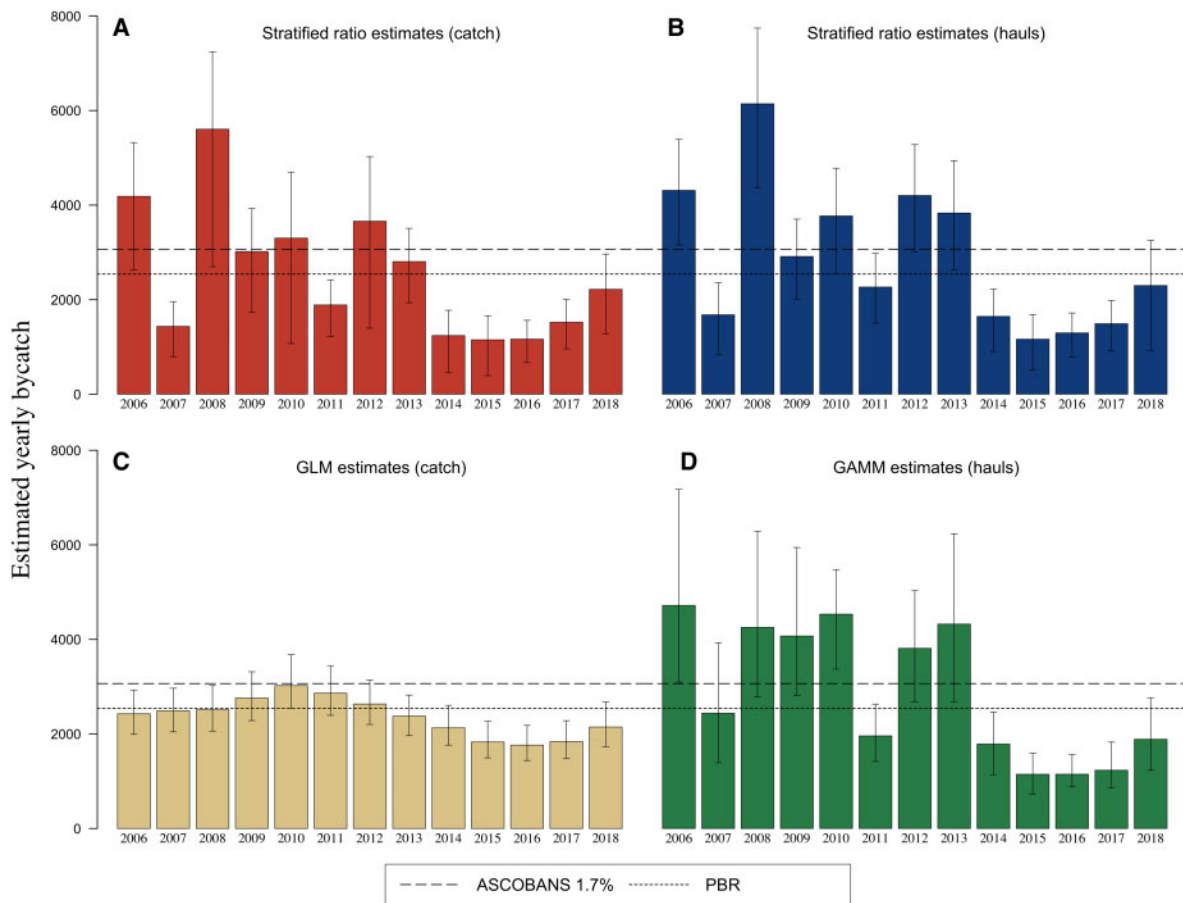 A Stratified ratio estimates (catch)
B Stratified ratio estimates (hauls)
Estimated yearly bycatch
8000
6000
4000
2000
0
2006 2007 2008 2009 2010 2011 2012 2013 2014 2015 2016 2017 2018
2006 2007 2008 2009 2010 2011 2012 2013 2014 2015 2016 2017 2018
C GLM estimates (catch)
D GAMM estimates (hauls)
8000
6000
4000
2000
0
2006 2007 2008 2009 2010 2011 2012 2013 2014 2015 2016 2017 2018
2006 2007 2008 2009 2010 2011 2012 2013 2014 2015 2016 2017 2018
ASCOBANS 1.7% PBR